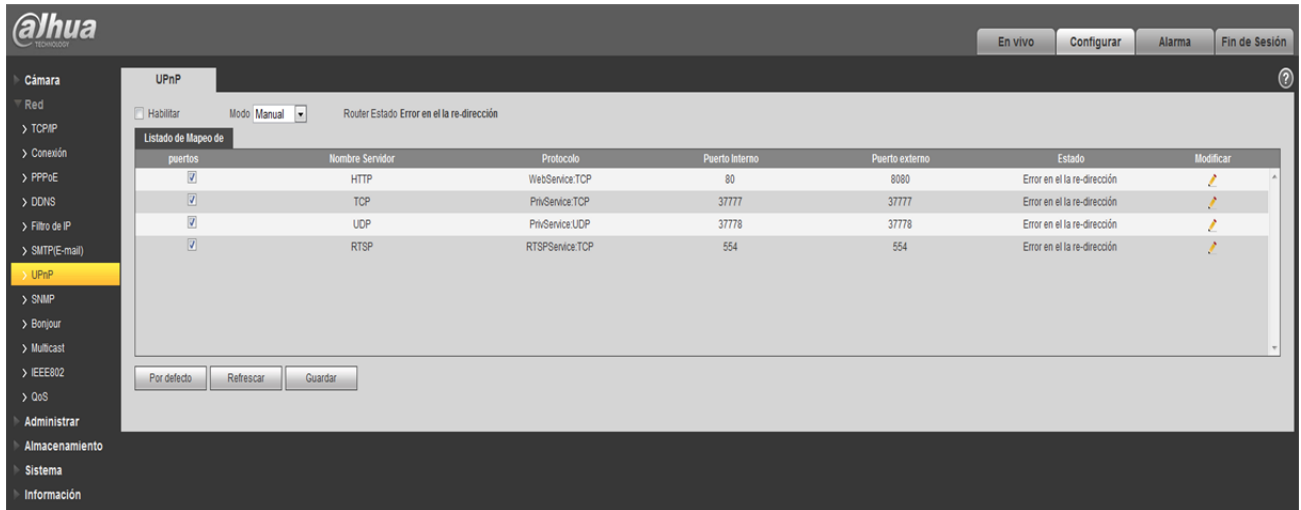 alhua
TECHNOLOGY
En vivo Configurar Alarma Fin de Sesión
Cámara
Red
TCP/IP
Conexión
PPPoE
DDNS
Filtro de IP
SMTP(E-mail)
UPnP
SNMP
Bonjour
Multicast
IEEE802
QoS
Administrar
Almacenamiento
Sistema
Información
UPnP
?
Habilitar Modo Manual Router Estado Error en el la re-dirección
Listado de Mapeo de
puertos Nombre Servidor Protocolo Puerto Interno Puerto externo Estado Modificar
HTTP WebService:TCP 80 8080 Error en el la re-dirección
TCP PrivService:TCP 37777 37777 Error en el la re-dirección
UDP PrivService:UDP 37778 37778 Error en el la re-dirección
RTSP RTSPService:TCP 554 554 Error en el la re-dirección
Por defecto Refrescar Guardar